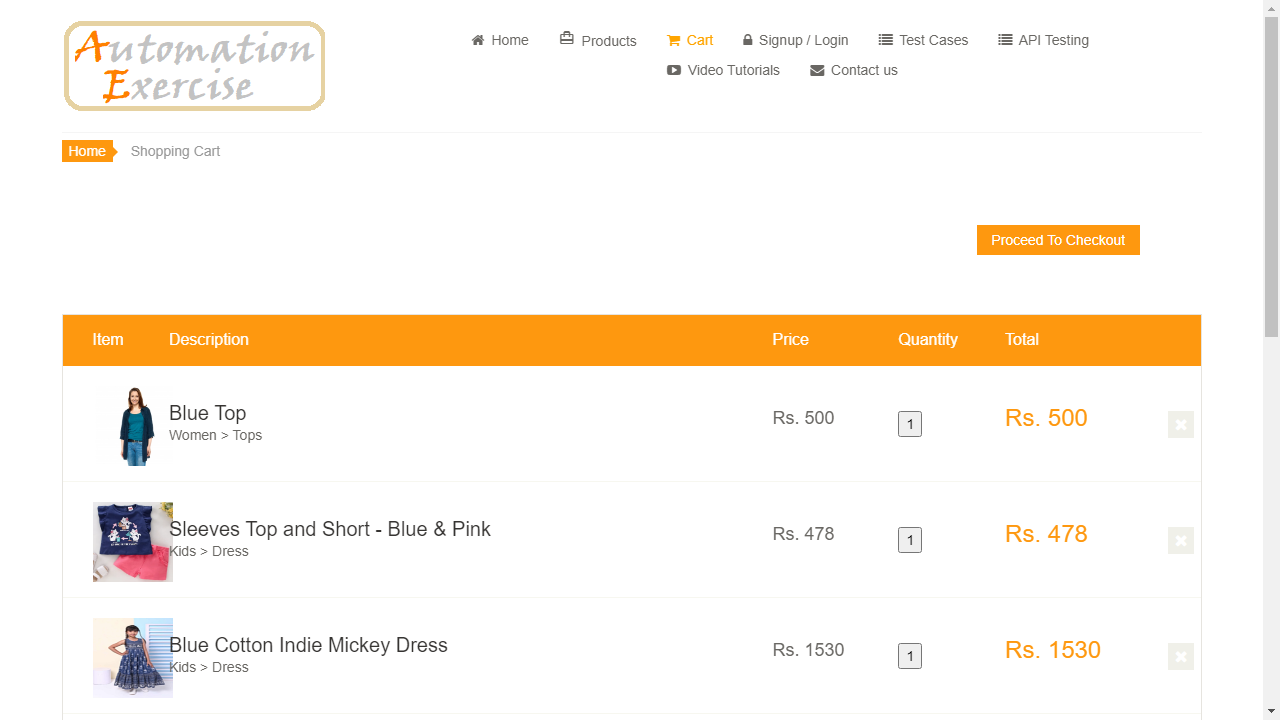 Automation
Exercise
Home
Products
Cart
Signup / Login
Test Cases
API Testing
Video Tutorials
Contact us
Home
Shopping Cart
Proceed To Checkout
Item Description Price Quantity Total
Blue Top
Women > Tops
Rs. 500
1
Rs. 500
Sleeves Top and Short - Blue & Pink
Kids > Dress
Rs. 478
1
Rs. 478
Blue Cotton Indie Mickey Dress
Kids > Dress
Rs. 1530
1
Rs. 1530